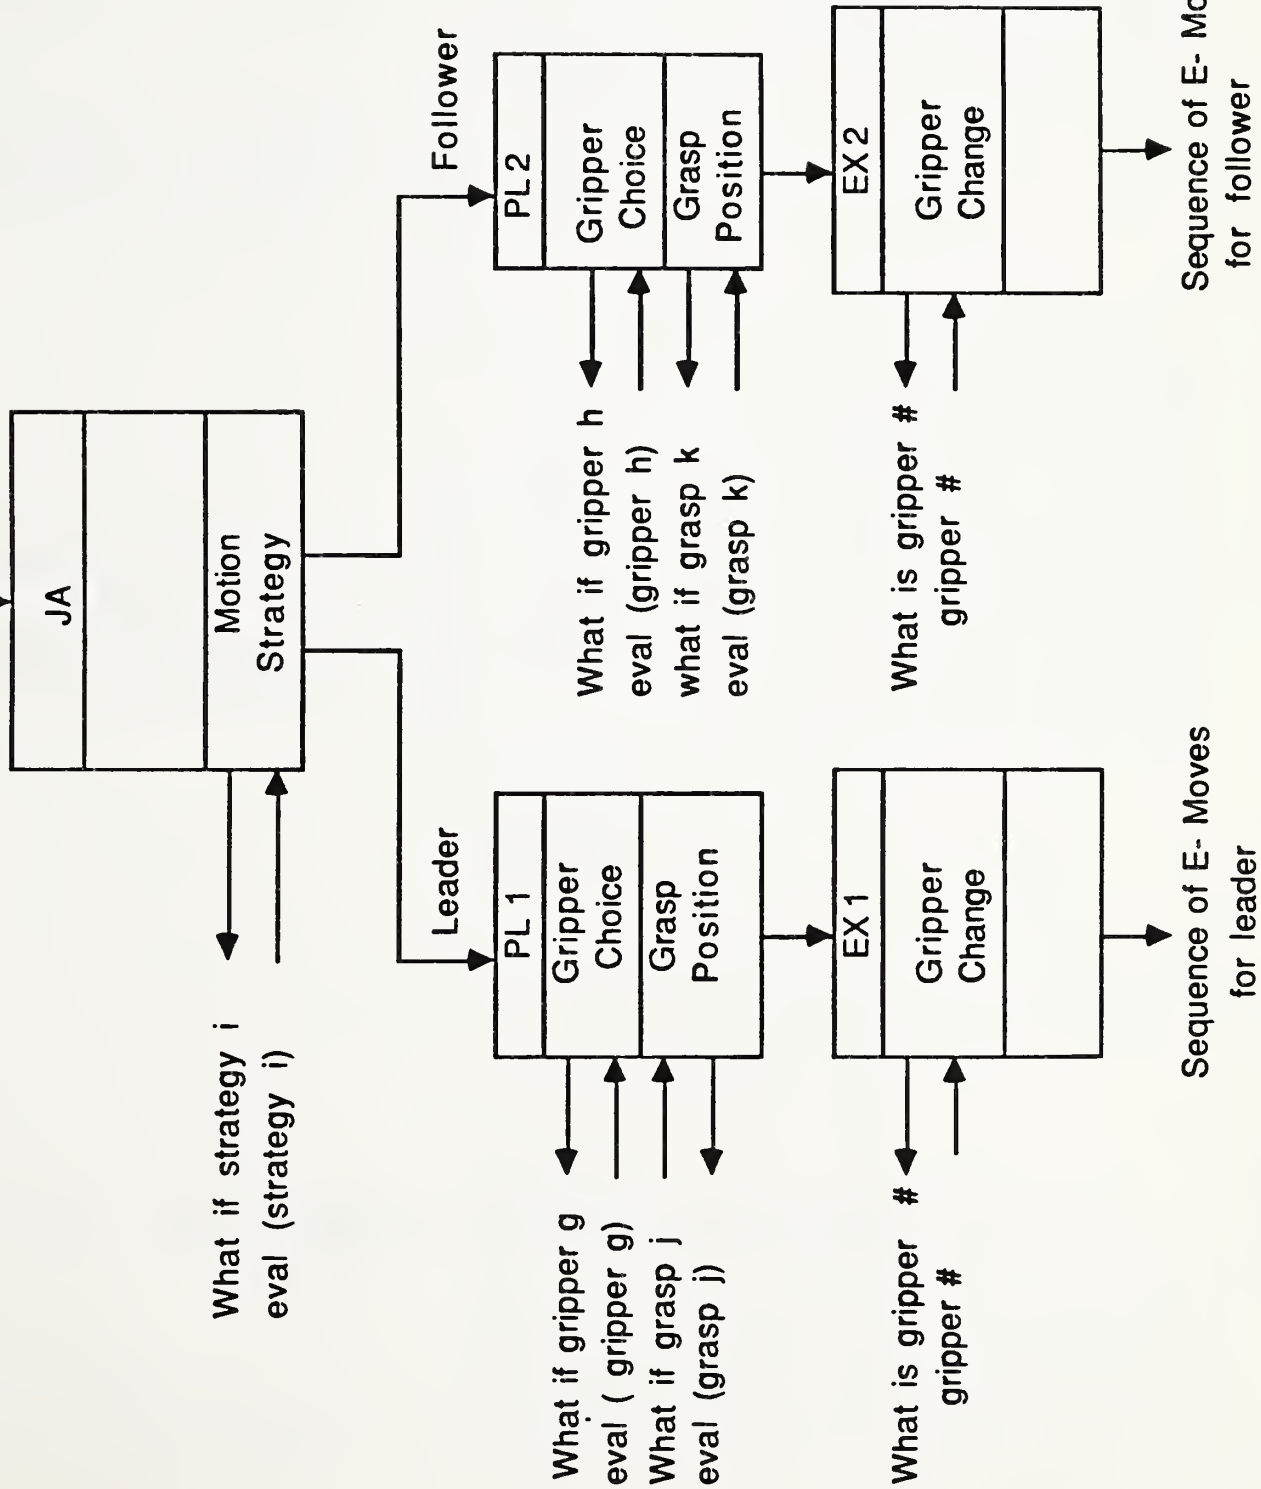 JA
Motion
Strategy
What if strategy i
eval (strategy i)
Leader
Follower
PL 1
Gripper
Choice
Grasp
Position
What if gripper g
eval ( gripper g)
What if grasp j
eval (grasp j)
PL 2
Gripper
Choice
Grasp
Position
What if gripper h
eval (gripper h)
what if grasp k
eval (grasp k)
EX 1
Gripper
Change
What is gripper #
gripper #
EX 2
Gripper
Change
What is gripper #
gripper #
Sequence of E- Moves
for leader
Sequence of E-
for follower